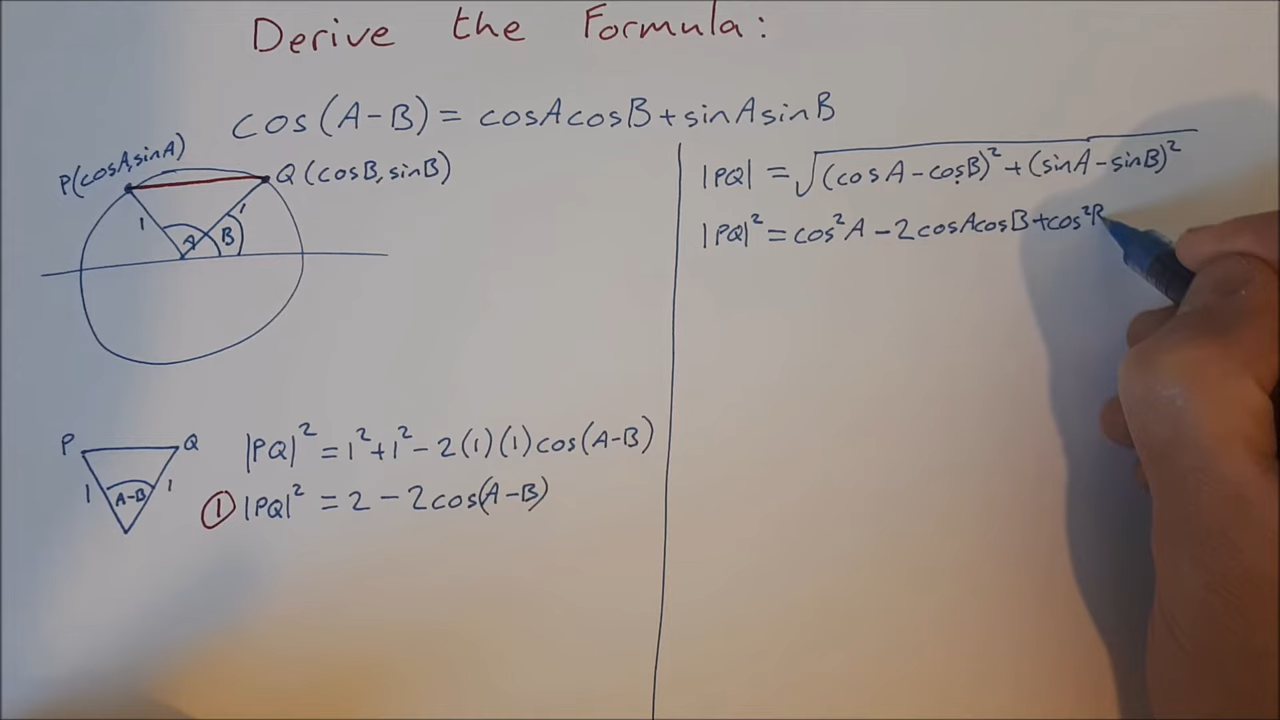 Derive the Formula:
cos(A-B) = cosAcosB + sinAsinB
P(cosA,sinA)
Q (cosB, sinB)
1
1
A
B
P
Q
1
A-B
1
|PQ|² = 1²+1² - 2(1)(1)cos(A-B)
① |PQ|² = 2 - 2cos(A-B)
|PQ| = √(cosA - cosB)² + (sinA - sinB)²
|PQ|² = cos²A - 2cosAcosB + cos²B